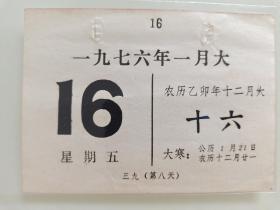 16
一九七六年一月大
16
星期五
农历乙卯年十二月大
十六
大寒：公历1月21日
农历十二月廿一
三九（第八天）